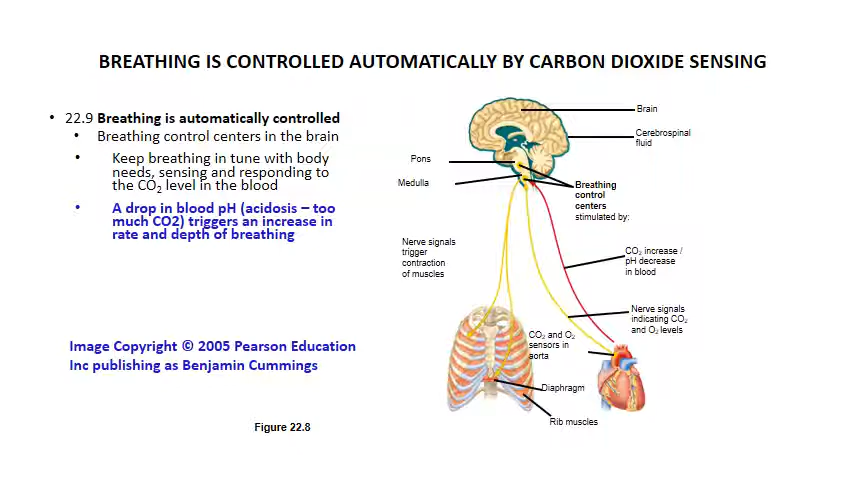 BREATHING IS CONTROLLED AUTOMATICALLY BY CARBON DIOXIDE SENSING
• 22.9 Breathing is automatically controlled
• Breathing control centers in the brain
• Keep breathing in tune with body
needs, sensing and responding to
the CO₂ level in the blood
• A drop in blood pH (acidosis – too
much CO2) triggers an increase in
rate and depth of breathing
Image Copyright © 2005 Pearson Education
Inc publishing as Benjamin Cummings
Figure 22.8
Brain
Cerebrospinal
fluid
Pons
Medulla
Breathing
control
centers
stimulated by:
Nerve signals
trigger
contraction
of muscles
CO₂ increase /
pH decrease
in blood
Nerve signals
indicating CO₂
and O₂ levels
CO₂ and O₂
sensors in
aorta
Diaphragm
Rib muscles